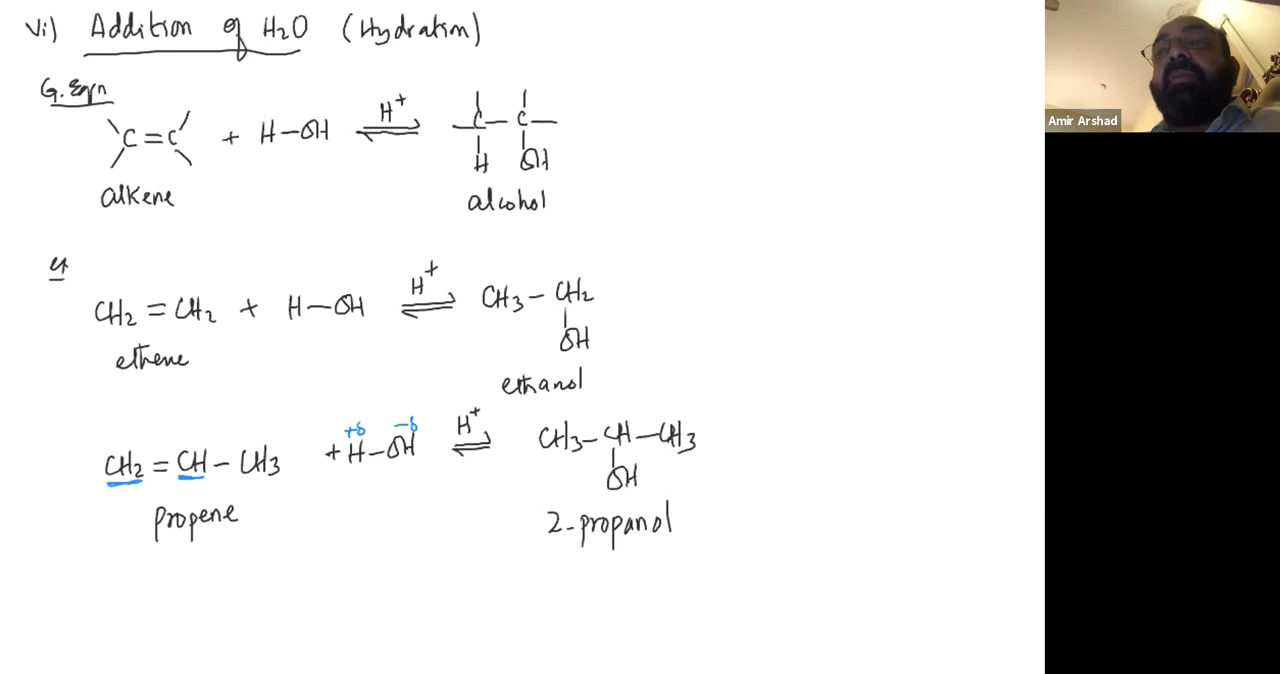 vi) Addition of H2O (Hydration)
G. Eqn
C=C + H-OH ⇌ H+ -C-C-
H OH
alkene alcohol
CH2 = CH2 + H-OH ⇌ H+ CH3-CH2
OH
ethene
ethanol
+δ -δ
CH2 = CH - CH3 + H-OH ⇌ H+ CH3-CH-CH3
OH
propene 2-propanol
Amir Arshad